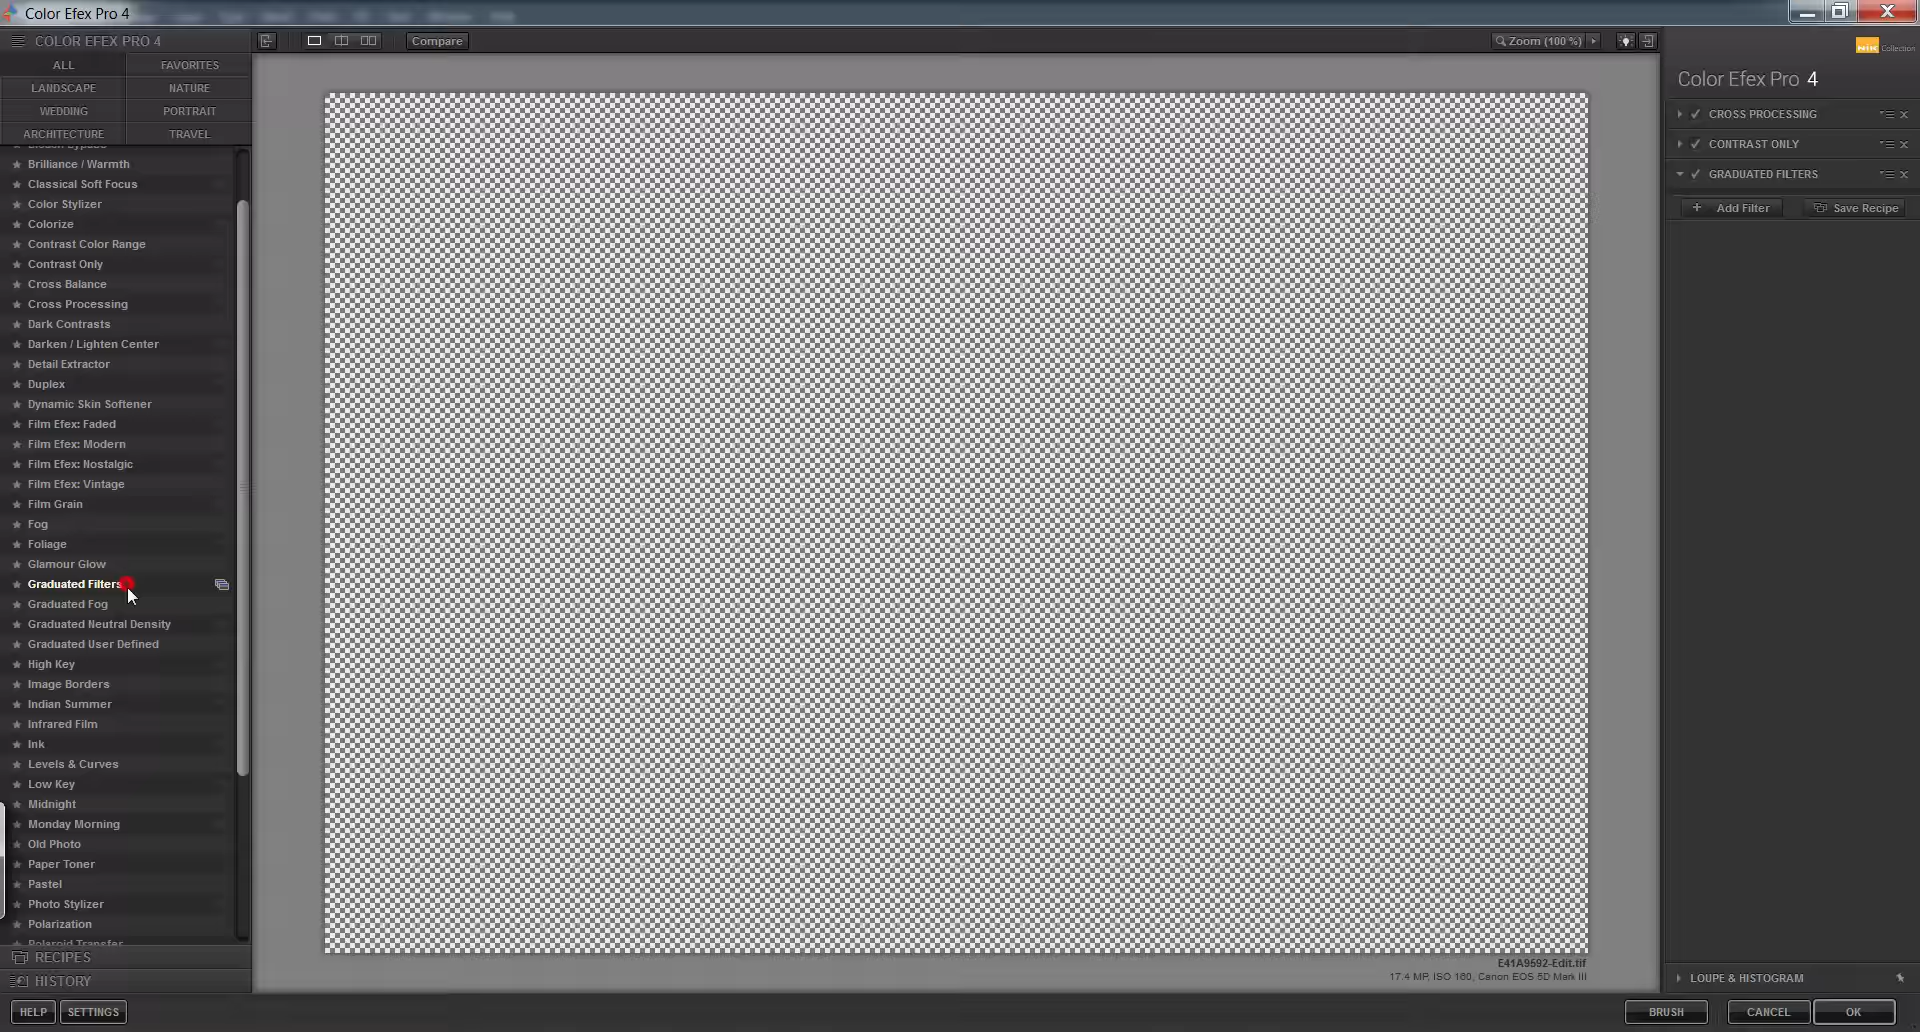 Color Efex Pro 4
COLOR EFEX PRO 4
Compare
Zoom (100 %)
ALL
FAVORITES
LANDSCAPE
NATURE
WEDDING
PORTRAIT
ARCHITECTURE
TRAVEL
Brilliance / Warmth
Classical Soft Focus
Color Stylizer
Colorize
Contrast Color Range
Contrast Only
Cross Balance
Cross Processing
Dark Contrasts
Darken / Lighten Center
Detail Extractor
Duplex
Dynamic Skin Softener
Film Efex: Faded
Film Efex: Modern
Film Efex: Nostalgic
Film Efex: Vintage
Film Grain
Fog
Foliage
Glamour Glow
Graduated Filters
Graduated Fog
Graduated Neutral Density
Graduated User Defined
High Key
Image Borders
Indian Summer
Infrared Film
Ink
Levels & Curves
Low Key
Midnight
Monday Morning
Old Photo
Paper Toner
Pastel
Photo Stylizer
Polarization
Polaroid Transfer
RECIPES
HISTORY
HELP
SETTINGS
E41A9592-Edit.tif
17.4 MP, ISO 160, Canon EOS 5D Mark III
Nik Collection
Color Efex Pro 4
CROSS PROCESSING
CONTRAST ONLY
GRADUATED FILTERS
+ Add Filter
Save Recipe
LOUPE & HISTOGRAM
BRUSH
CANCEL
OK